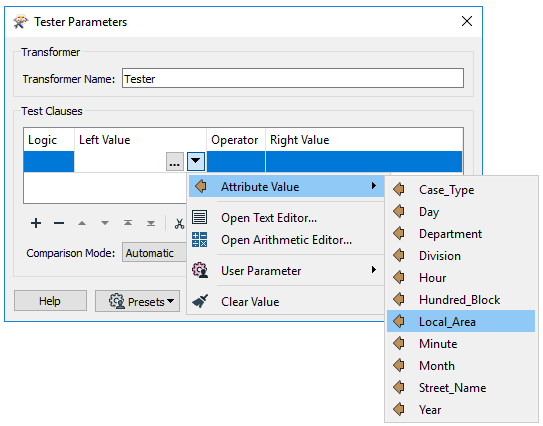 Tester Parameters
Transformer
Transformer Name: Tester
Test Clauses
Logic Left Value Operator Right Value
...
Attribute Value
Open Text Editor...
Open Arithmetic Editor...
User Parameter
Clear Value
Comparison Mode: Automatic
Help Presets
Case_Type
Day
Department
Division
Hour
Hundred_Block
Local_Area
Minute
Month
Street_Name
Year